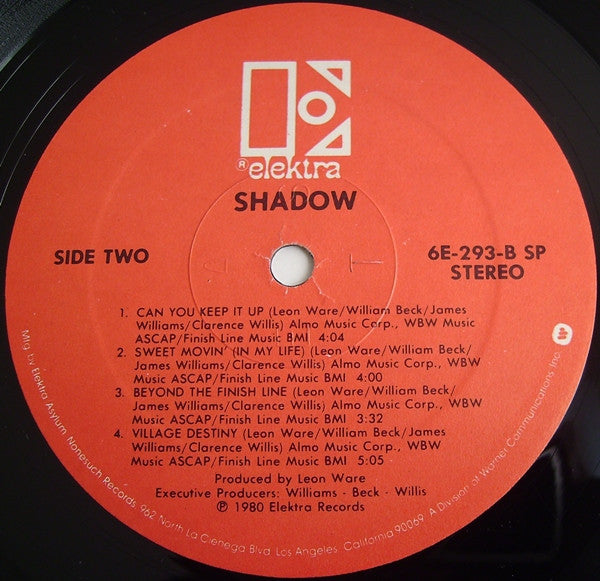 ® elektra
SHADOW
SIDE TWO
6E-293-B SP
STEREO
1. CAN YOU KEEP IT UP (Leon Ware/William Beck/James
Williams/Clarence Willis) Almo Music Corp., WBW Music
ASCAP/Finish Line Music BMI 4:04
2. SWEET MOVIN' (IN MY LIFE) (Leon Ware/William Beck/
James Williams/Clarence Willis) Almo Music Corp., WBW
Music ASCAP/Finish Line Music BMI 4:00
3. BEYOND THE FINISH LINE (Leon Ware/William Beck/
James Williams/Clarence Willis) Almo Music Corp., WBW
Music ASCAP/Finish Line Music BMI 3:32
4. VILLAGE DESTINY (Leon Ware/William Beck/James
Williams/Clarence Willis) Almo Music Corp., WBW
Music ASCAP/Finish Line Music BMI 5:05
Produced by Leon Ware
Executive Producers: Williams - Beck - Willis
℗ 1980 Elektra Records
Mfg. by Elektra/Asylum/Nonesuch Records, 962 North La Cienega Blvd. Los Angeles, California 90069. A Division of Warner Communications Inc.